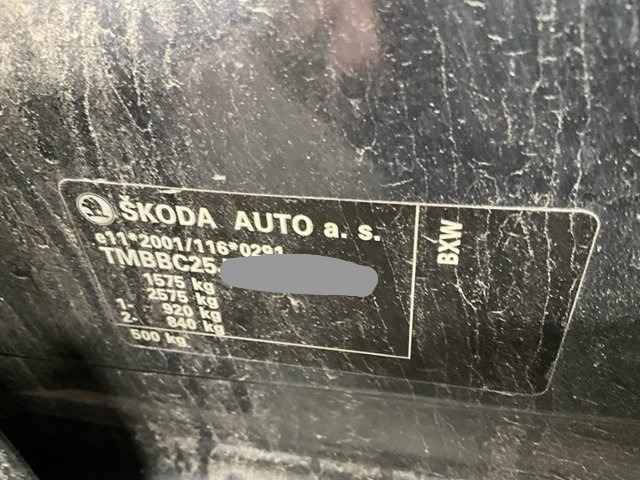 ŠKODA AUTO a. s.
e11*2001/116*0291
TMBBC25
1575 kg
2575 kg
1- 920 kg
2- 840 kg
500 kg
BXW